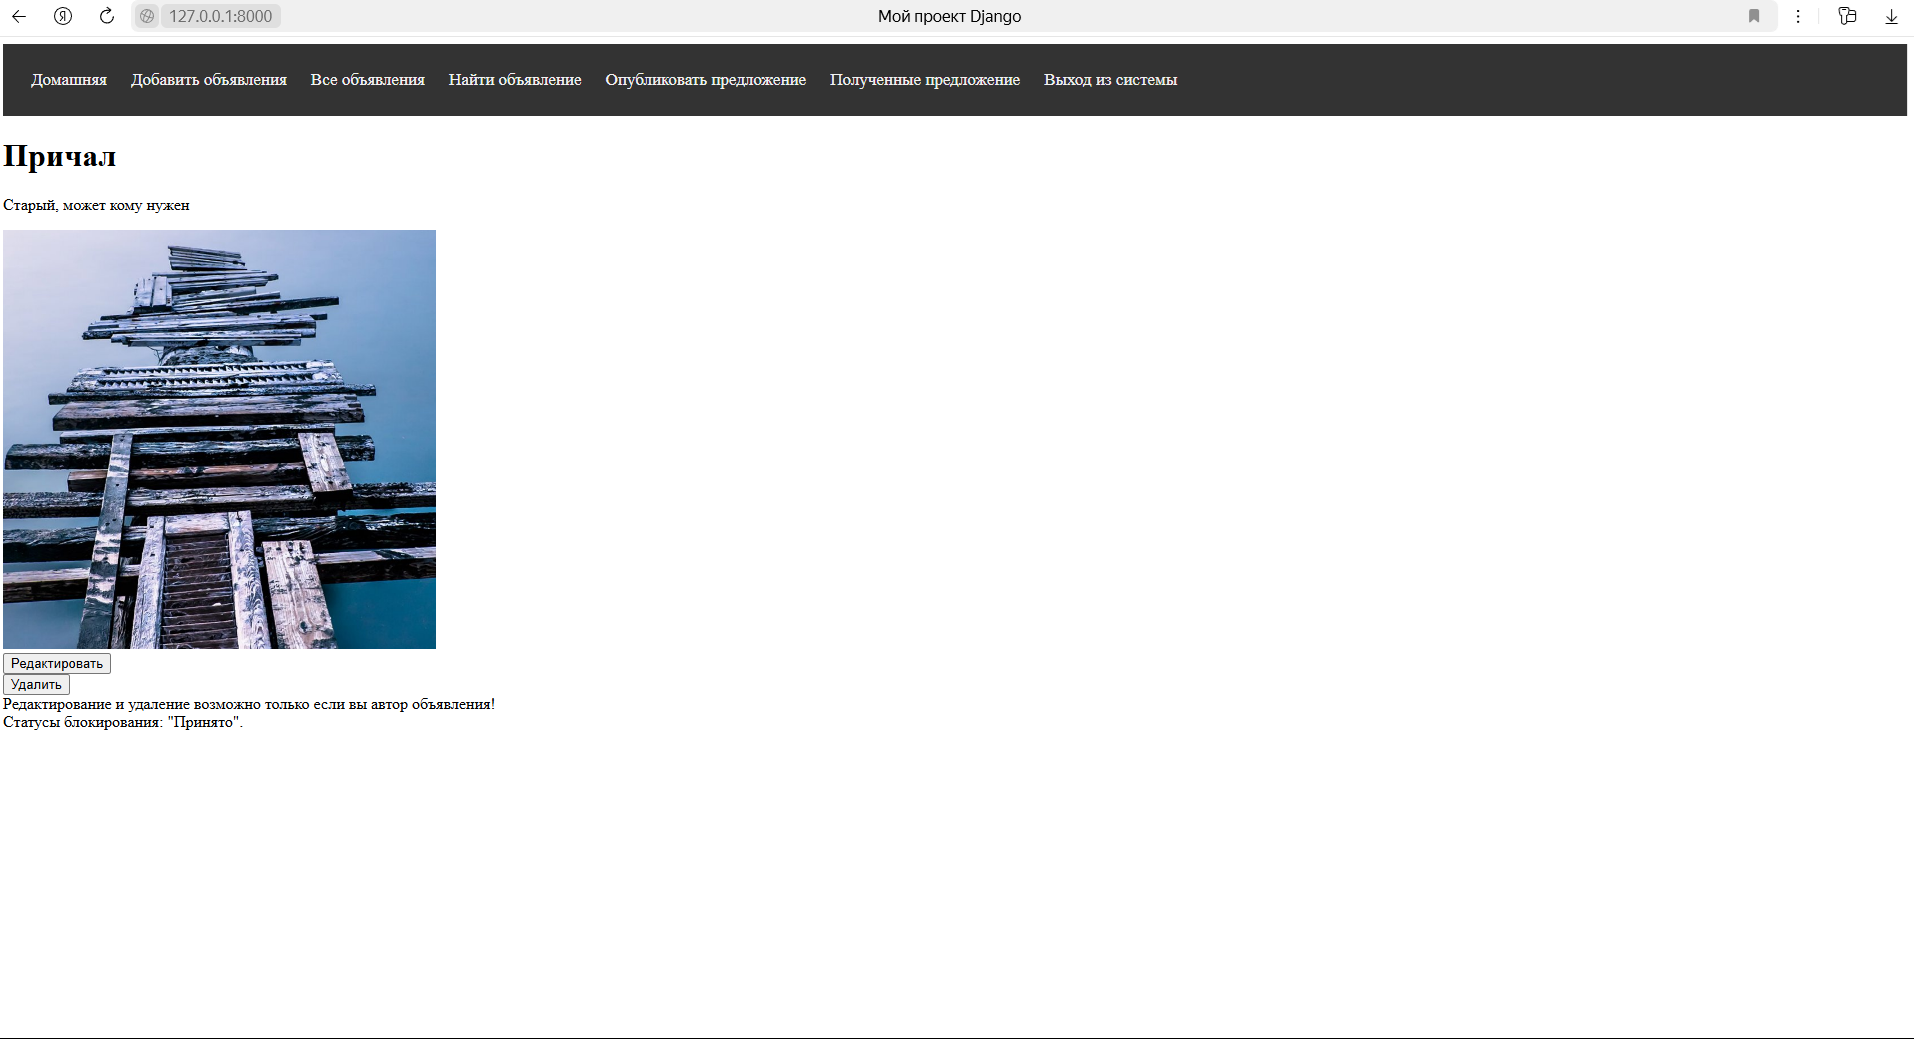 Я 127.0.0.1:8000 Мой проект Django
Домашняя Добавить объявления Все объявления Найти объявление Опубликовать предложение Полученные предложение Выход из системы
Причал
Старый, может кому нужен
Редактировать
Удалить
Редактирование и удаление возможно только если вы автор объявления!
Статусы блокирования: "Принято".